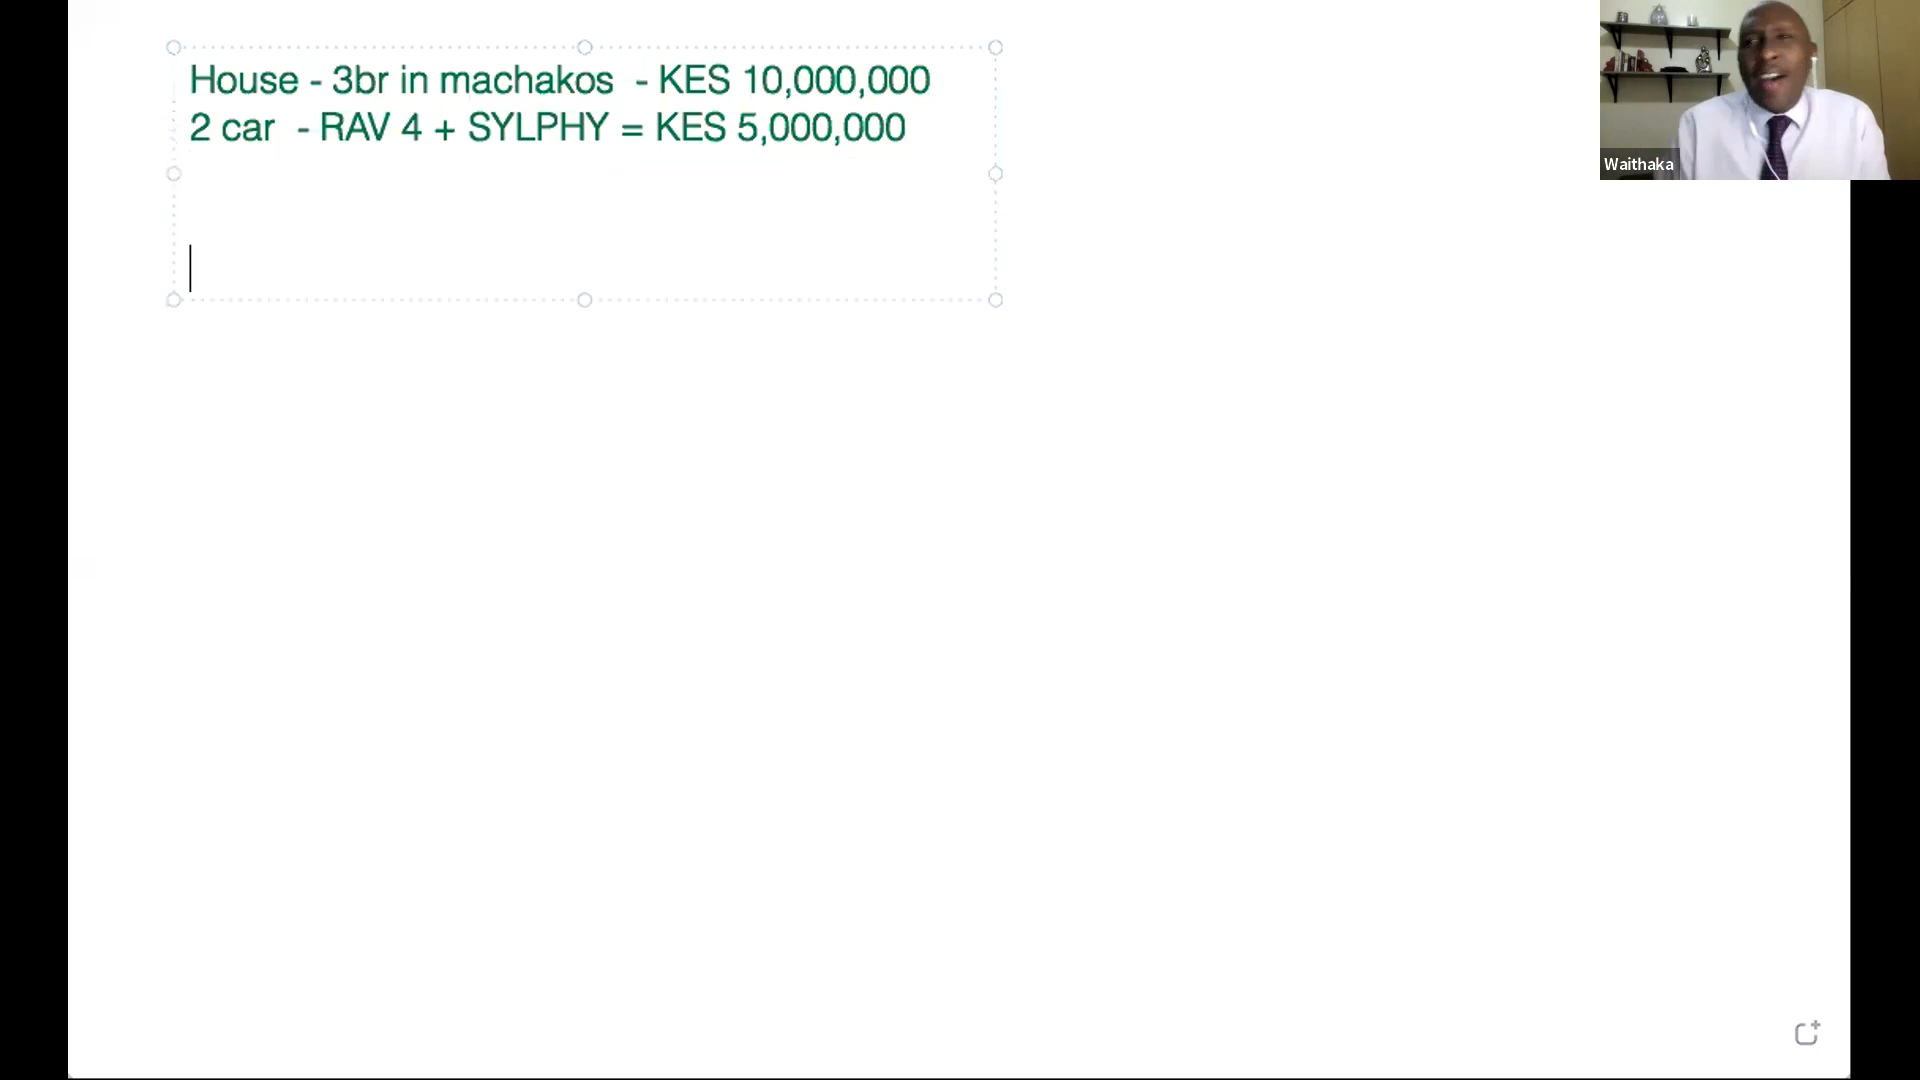 House - 3br in machakos  - KES 10,000,000
2 car  - RAV 4 + SYLPHY = KES 5,000,000
Waithaka